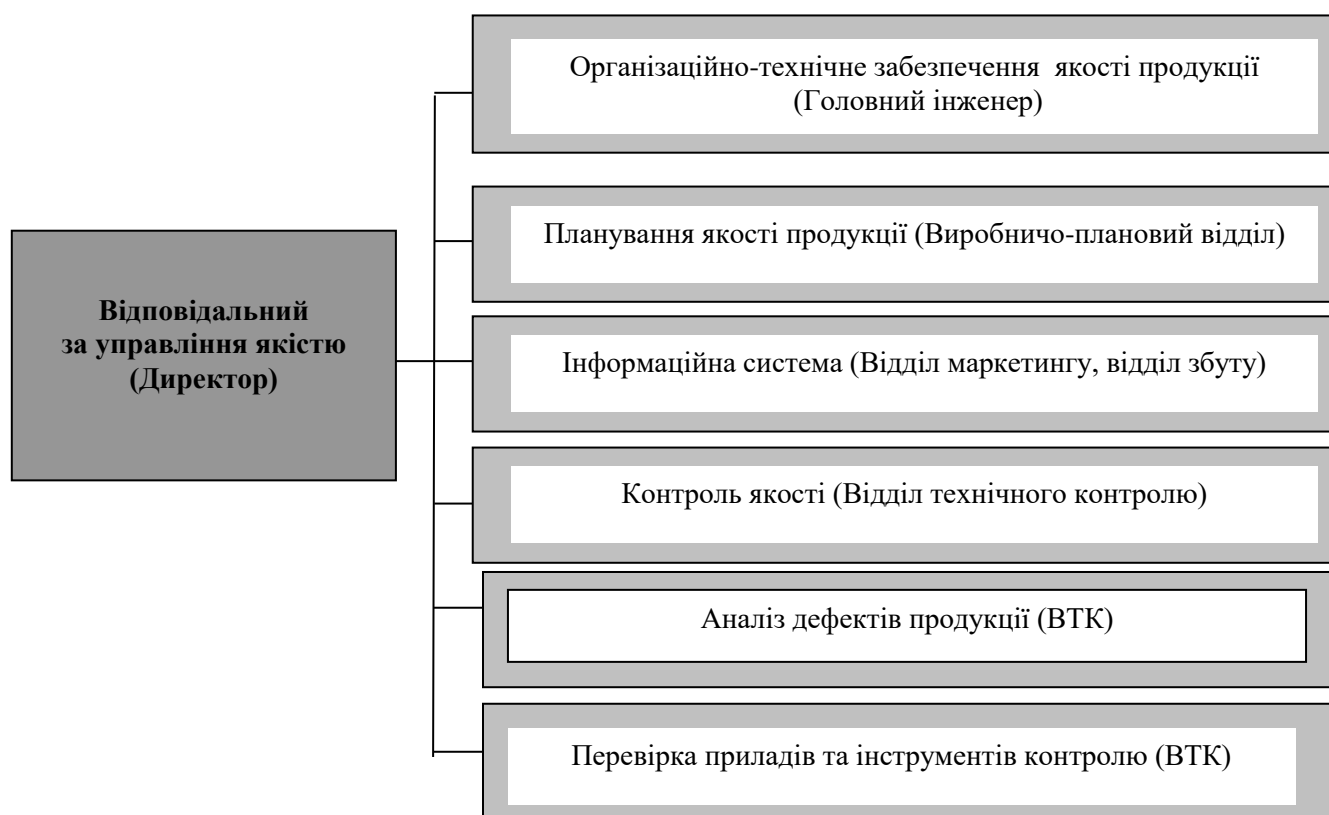 Організаційно-технічне забезпечення якості продукції
(Головний інженер)
Планування якості продукції (Виробничо-плановий відділ)
Відповідальний
за управління якістю
(Директор)
Інформаційна система (Відділ маркетингу, відділ збуту)
Контроль якості (Відділ технічного контролю)
Аналіз дефектів продукції (ВТК)
Перевірка приладів та інструментів контролю (ВТК)